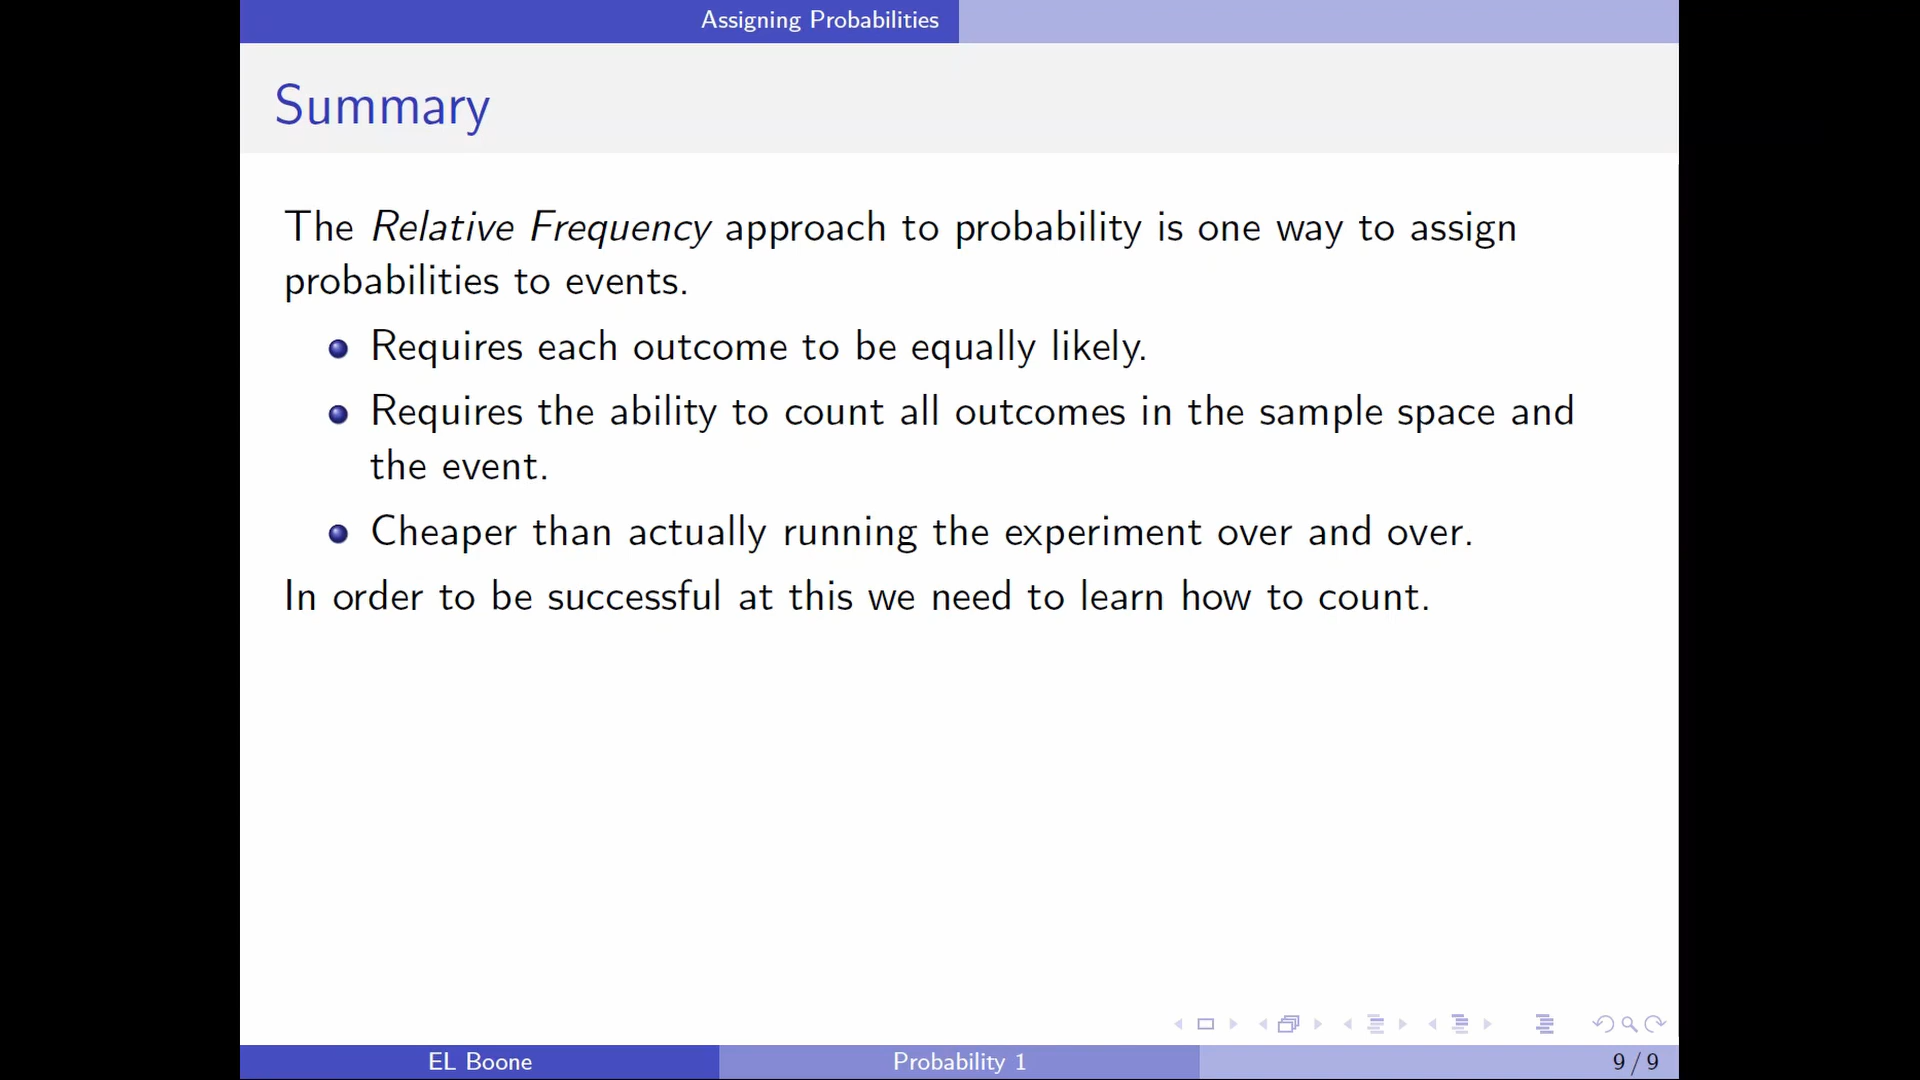 Assigning Probabilities
Summary
The Relative Frequency approach to probability is one way to assign
probabilities to events.
Requires each outcome to be equally likely.
Requires the ability to count all outcomes in the sample space and
the event.
Cheaper than actually running the experiment over and over.
In order to be successful at this we need to learn how to count.
EL Boone
Probability 1
9 / 9